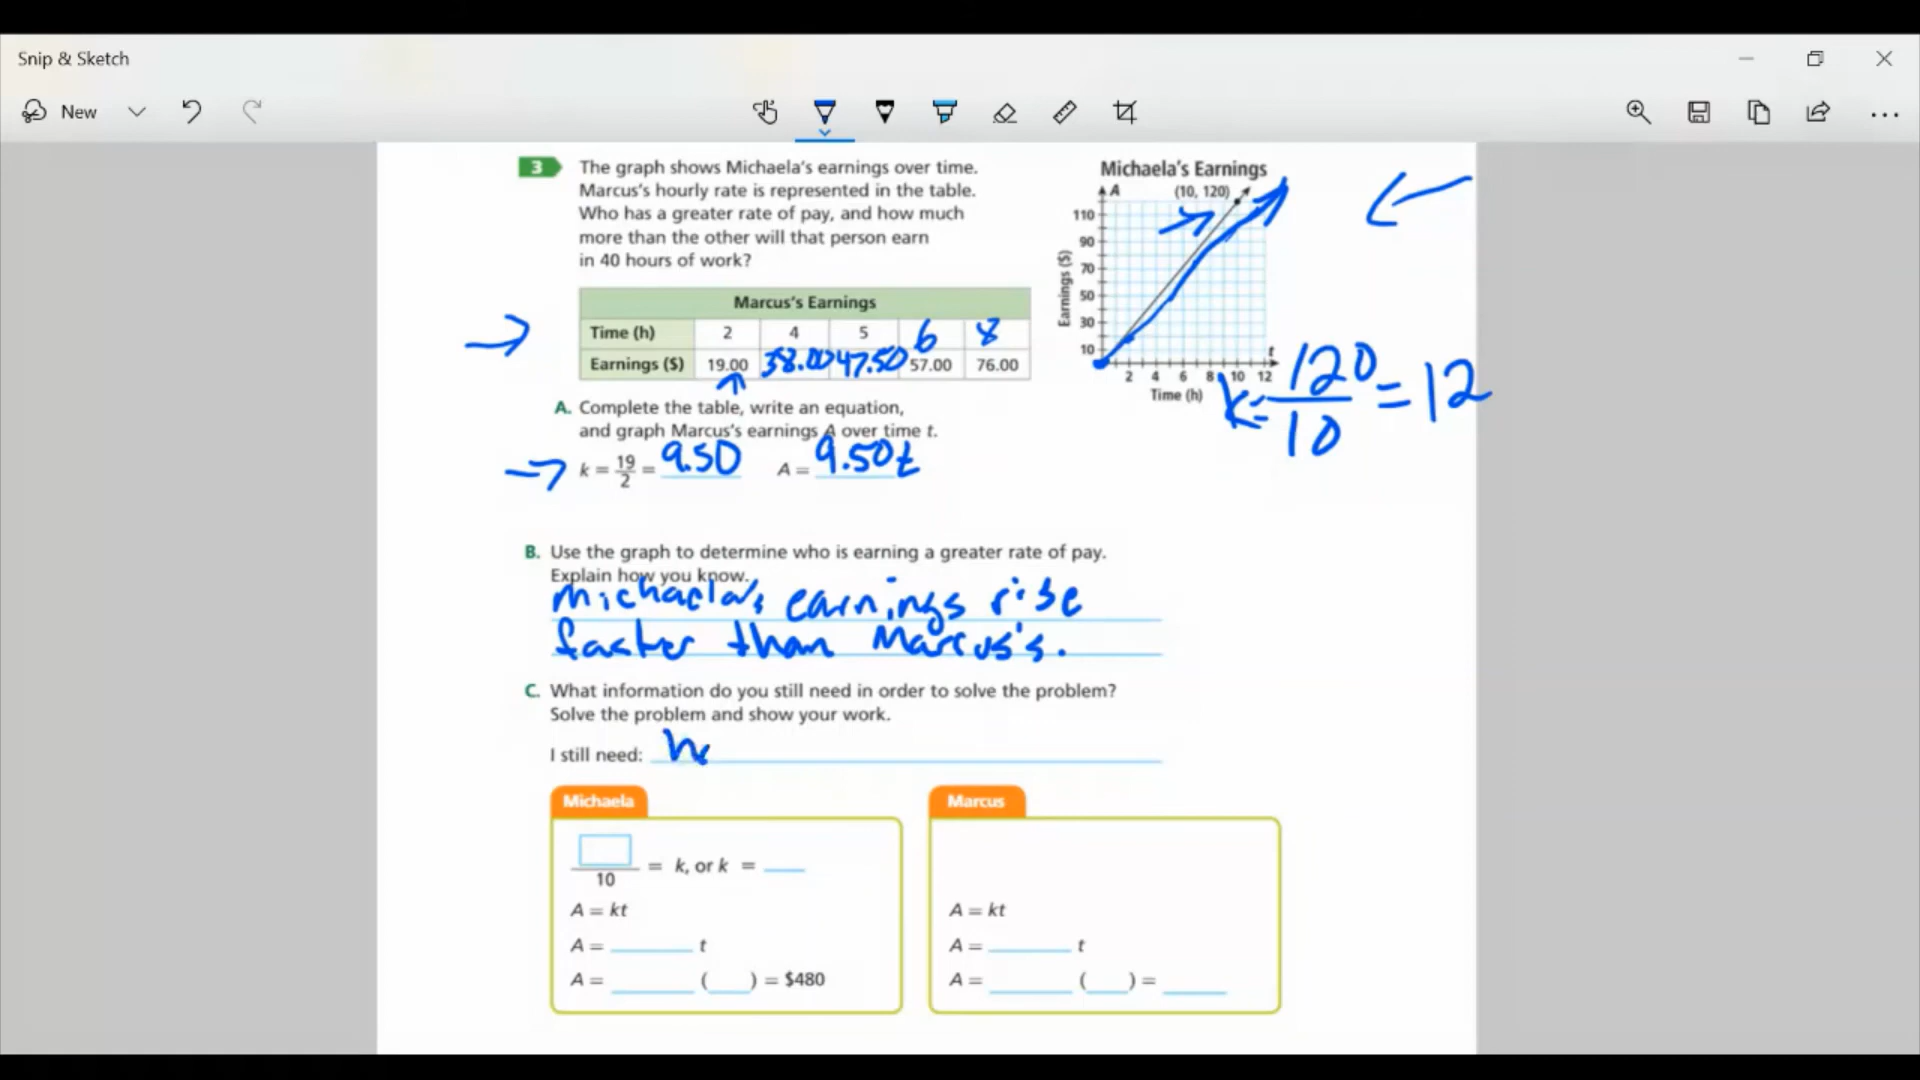 Snip & Sketch
New
3 The graph shows Michaela's earnings over time.
Marcus's hourly rate is represented in the table.
Who has a greater rate of pay, and how much
more than the other will that person earn
in 40 hours of work?
Michaela's Earnings
A
(10, 120)
110
90
70
50
30
10
Earnings ($)
t
2 4 6 8 10 12
Time (h)
k = 120/10 = 12
Marcus's Earnings
Time (h) 2 4 5 6 8
Earnings ($) 19.00 38.00 47.50 57.00 76.00
A. Complete the table, write an equation,
and graph Marcus's earnings A over time t.
k = 19/2 = 9.50 A = 9.50t
B. Use the graph to determine who is earning a greater rate of pay.
Explain how you know.
Michaela's earnings rise
faster than Marcus's.
C. What information do you still need in order to solve the problem?
Solve the problem and show your work.
I still need:
Michaela
/10 = k, or k =
A = kt
A = t
A = ( ) = $480
Marcus
A = kt
A = t
A = ( ) =